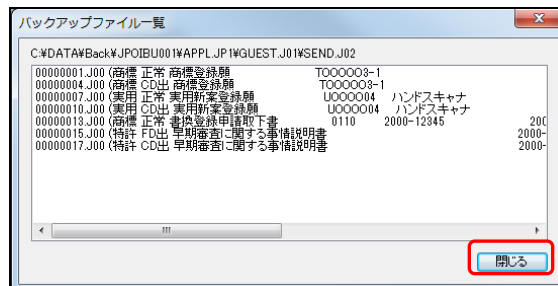 バックアップファイル一覧
C:¥DATA¥Back¥JPOIBU001¥APPL.JP1¥GUEST.J01¥SEND.J02
00000001.J00 (商標 正常 商標登録願 TOOOO03-1
00000004.J00 (商標 CD出 商標登録願 TOOOO03-1
00000007.J00 (実用 正常 実用新案登録願 UOOOO04 ハンドスキャナ
00000010.J00 (実用 CD出 実用新案登録願 UOOOO04 ハンドスキャナ
00000013.J00 (商標 正常 書換登録申請取下書 0110 2000-12345 200
00000015.J00 (特許 FD出 早期審査に関する事情説明書 2000-
00000017.J00 (特許 CD出 早期審査に関する事情説明書 2000-
閉じる